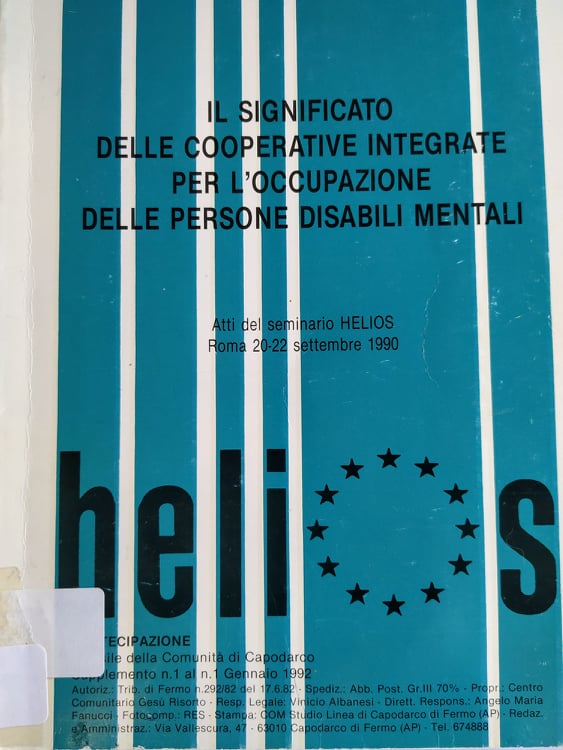 IL SIGNIFICATO
DELLE COOPERATIVE INTEGRATE
PER L'OCCUPAZIONE
DELLE PERSONE DISABILI MENTALI
Atti del seminario HELIOS
Roma 20-22 settembre 1990
helios
TECIPAZIONE
ile della Comunità di Capodarco
Supplemento n.1 al n.1 Gennaio 1992
Autoriz.: Trib. di Fermo n.292/82 del 17.6.82 - Spediz.: Abb. Post. Gr.III 70% - Propr.: Centro
Comunitario Gesù Risorto - Resp. Legale: Vinicio Albanesi - Dirett. Respons.: Angelo Maria
Fanucci - Fotocomp.: RES - Stampa: COM Studio Linea di Capodarco di Fermo (AP) - Redaz.
e Amministraz.: Via Vallescura, 47 - 63010 Capodarco di Fermo (AP) - Tel. 674888